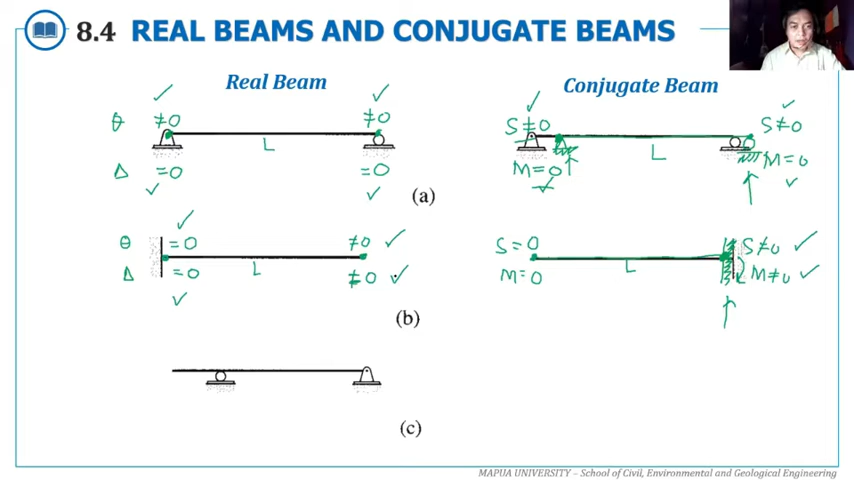 8.4 REAL BEAMS AND CONJUGATE BEAMS
Real Beam
Conjugate Beam
θ ≠0 ≠0
L
Δ =0 =0
S≠0 S≠0
L
M=0 M=0
(a)
θ =0 ≠0
L
Δ =0 ≠0
S=0 S≠0
L
M=0 M≠0
(b)
(c)
MAPUA UNIVERSITY – School of Civil, Environmental and Geological Engineering